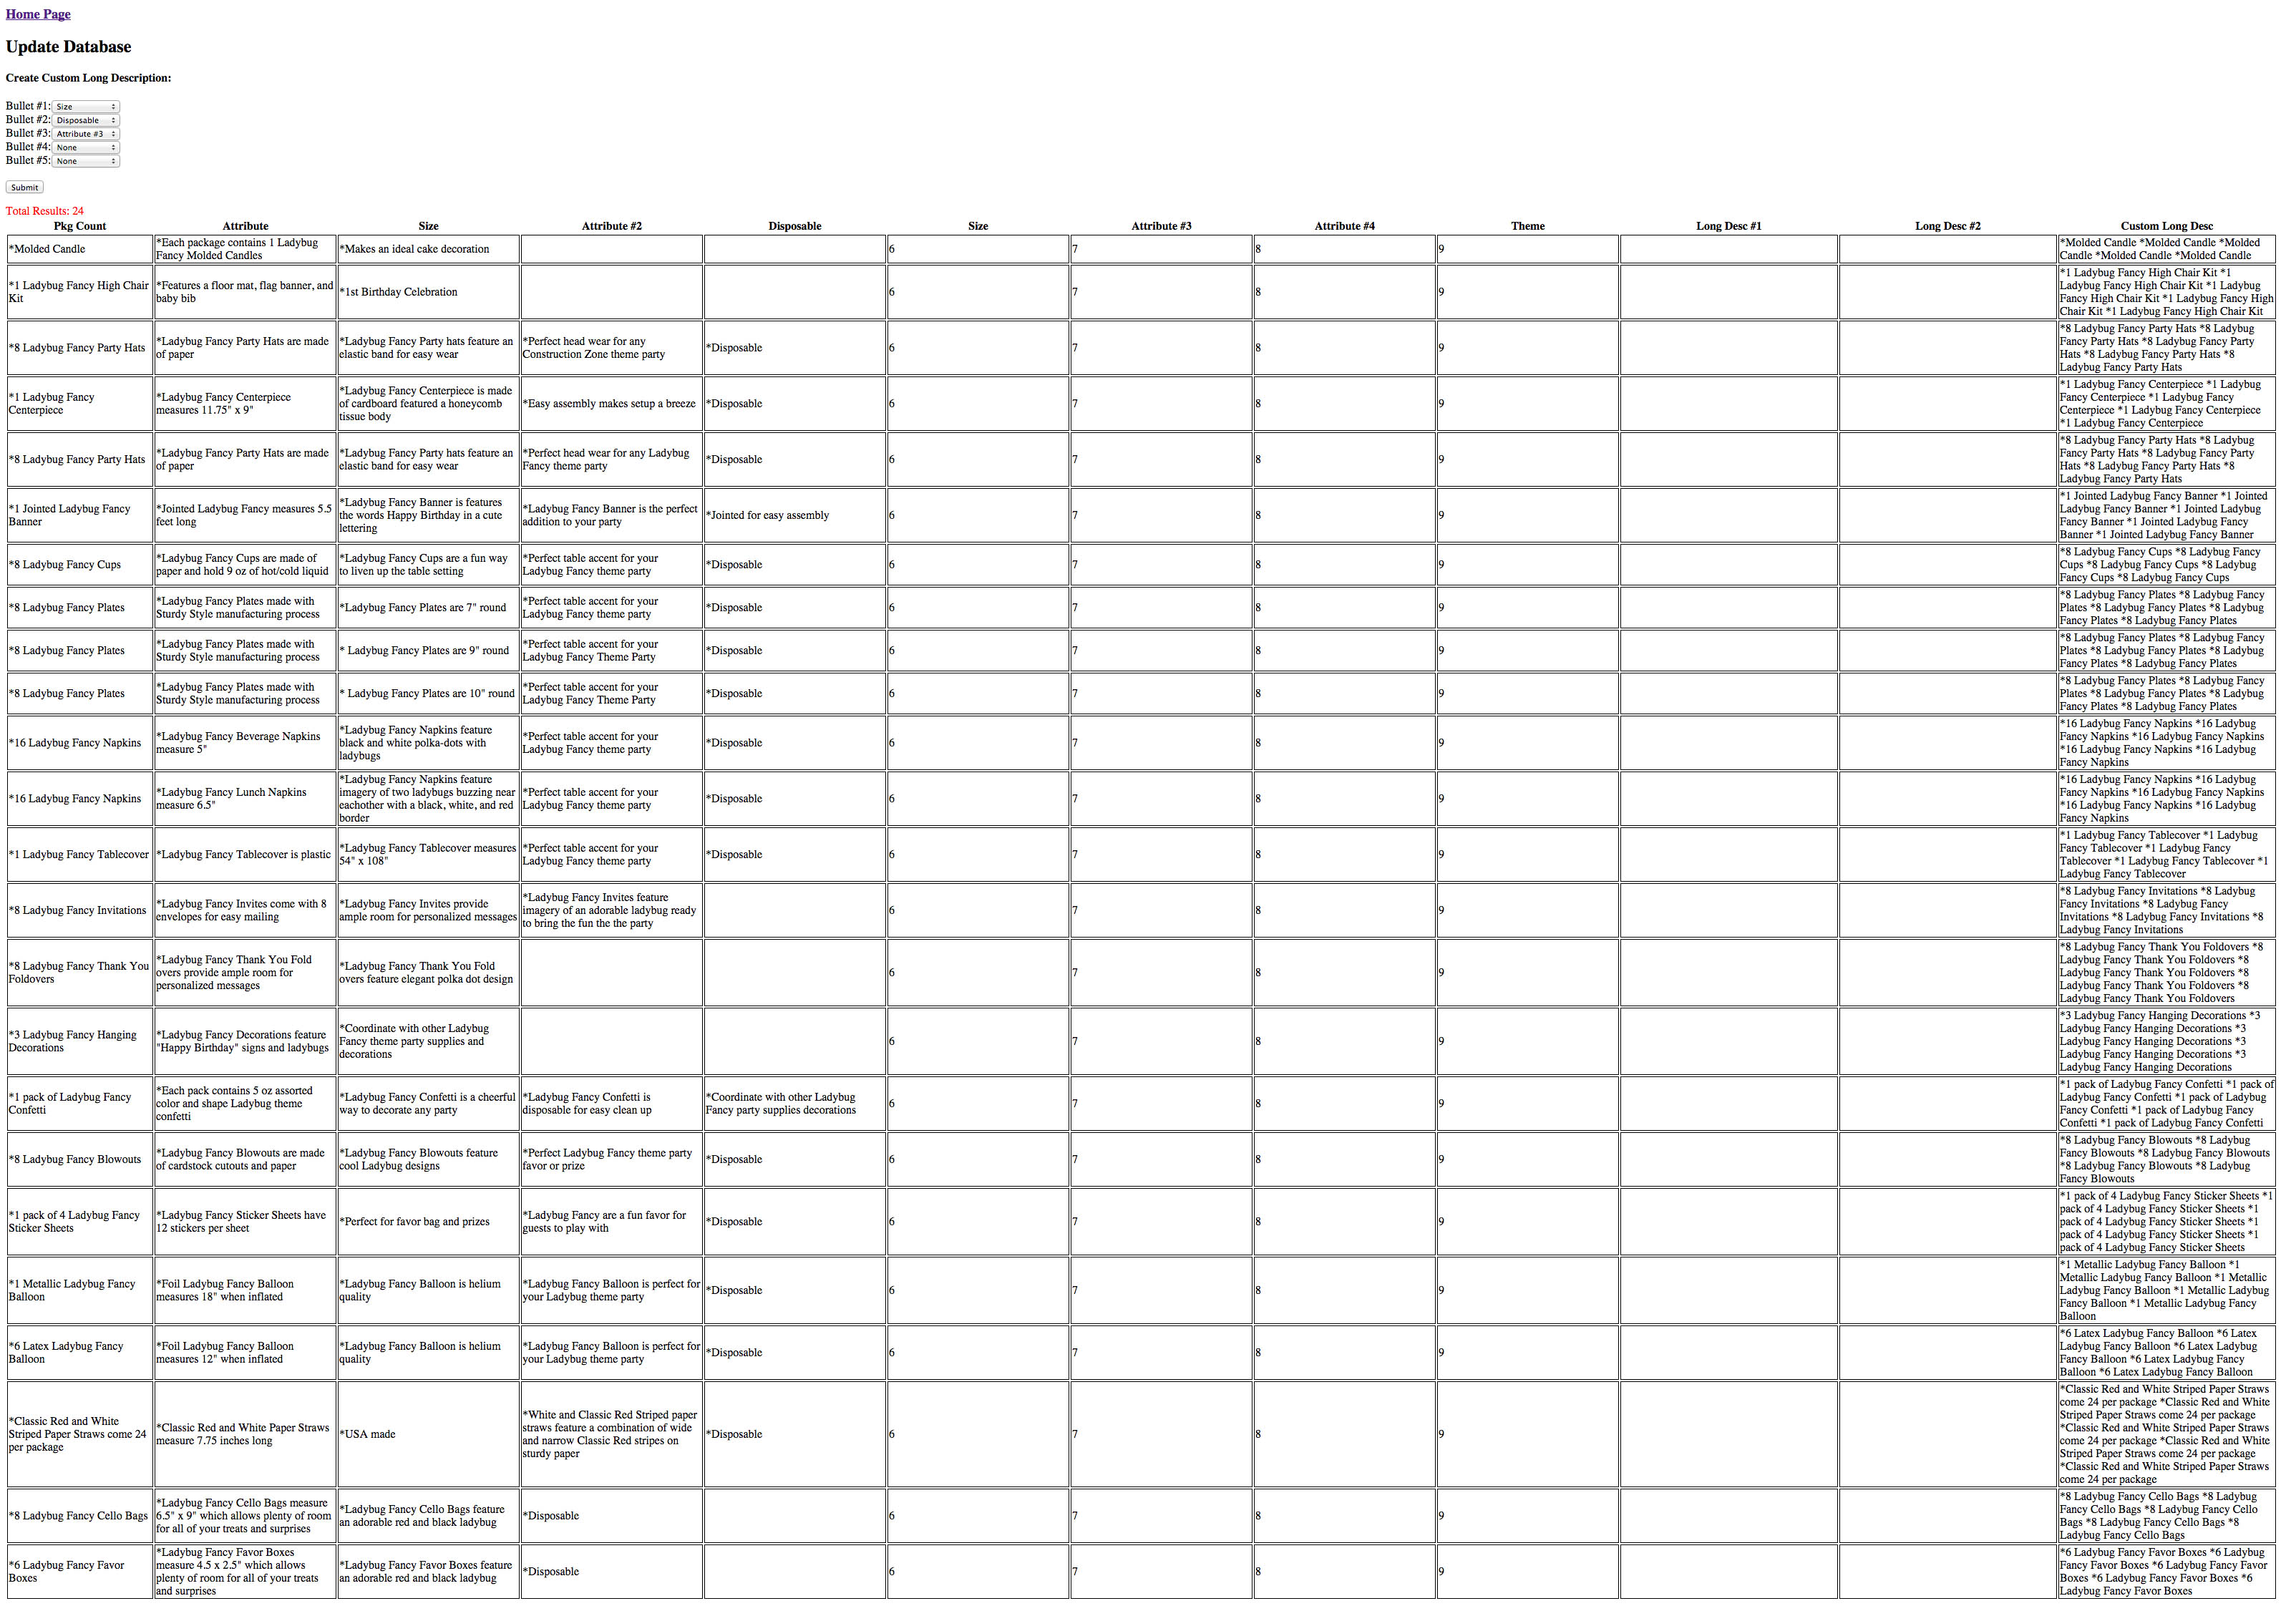 Home Page
Update Database
Create Custom Long Description:
Bullet #1: Size
Bullet #2: Disposable
Bullet #3: Attribute #3
Bullet #4: None
Bullet #5: None
Submit
Total Results: 24
Pkg Count Attribute Size Attribute #2 Disposable Size Attribute #3 Attribute #4 Theme Long Desc #1 Long Desc #2 Custom Long Desc
*Molded Candle *Each package contains 1 Ladybug Fancy Molded Candles *Makes an ideal cake decoration 6 7 8 9 *Molded Candle *Molded Candle *Molded Candle *Molded Candle *Molded Candle
*1 Ladybug Fancy High Chair Kit *Features a floor mat, flag banner, and baby bib *1st Birthday Celebration 6 7 8 9 *1 Ladybug Fancy High Chair Kit *1 Ladybug Fancy High Chair Kit *1 Ladybug Fancy High Chair Kit *1 Ladybug Fancy High Chair Kit *1 Ladybug Fancy High Chair Kit
*8 Ladybug Fancy Party Hats *Ladybug Fancy Party Hats are made of paper *Ladybug Fancy Party hats feature an elastic band for easy wear *Perfect head wear for any Construction Zone theme party *Disposable 6 7 8 9 *8 Ladybug Fancy Party Hats *8 Ladybug Fancy Party Hats *8 Ladybug Fancy Party Hats *8 Ladybug Fancy Party Hats *8 Ladybug Fancy Party Hats
*1 Ladybug Fancy Centerpiece *Ladybug Fancy Centerpiece measures 11.75" x 9" *Ladybug Fancy Centerpiece is made of cardboard featured a honeycomb tissue body *Easy assembly makes setup a breeze *Disposable 6 7 8 9 *1 Ladybug Fancy Centerpiece *1 Ladybug Fancy Centerpiece *1 Ladybug Fancy Centerpiece *1 Ladybug Fancy Centerpiece *1 Ladybug Fancy Centerpiece
*8 Ladybug Fancy Party Hats *Ladybug Fancy Party Hats are made of paper *Ladybug Fancy Party hats feature an elastic band for easy wear *Perfect head wear for any Ladybug Fancy theme party *Disposable 6 7 8 9 *8 Ladybug Fancy Party Hats *8 Ladybug Fancy Party Hats *8 Ladybug Fancy Party Hats *8 Ladybug Fancy Party Hats *8 Ladybug Fancy Party Hats
*1 Jointed Ladybug Fancy Banner *Jointed Ladybug Fancy measures 5.5 feet long *Ladybug Fancy Banner is features the words Happy Birthday in a cute lettering *Ladybug Fancy Banner is the perfect addition to your party *Jointed for easy assembly 6 7 8 9 *1 Jointed Ladybug Fancy Banner *1 Jointed Ladybug Fancy Banner *1 Jointed Ladybug Fancy Banner *1 Jointed Ladybug Fancy Banner *1 Jointed Ladybug Fancy Banner
*8 Ladybug Fancy Cups *Ladybug Fancy Cups are made of paper and hold 9 oz of hot/cold liquid *Ladybug Fancy Cups are a fun way to liven up the table setting *Perfect table accent for your Ladybug Fancy theme party *Disposable 6 7 8 9 *8 Ladybug Fancy Cups *8 Ladybug Fancy Cups *8 Ladybug Fancy Cups *8 Ladybug Fancy Cups *8 Ladybug Fancy Cups
*8 Ladybug Fancy Plates *Ladybug Fancy Plates made with Sturdy Style manufacturing process *Ladybug Fancy Plates are 7" round *Perfect table accent for your Ladybug Fancy theme party *Disposable 6 7 8 9 *8 Ladybug Fancy Plates *8 Ladybug Fancy Plates *8 Ladybug Fancy Plates *8 Ladybug Fancy Plates *8 Ladybug Fancy Plates
*8 Ladybug Fancy Plates *Ladybug Fancy Plates made with Sturdy Style manufacturing process * Ladybug Fancy Plates are 9" round *Perfect table accent for your Ladybug Fancy Theme Party *Disposable 6 7 8 9 *8 Ladybug Fancy Plates *8 Ladybug Fancy Plates *8 Ladybug Fancy Plates *8 Ladybug Fancy Plates *8 Ladybug Fancy Plates
*8 Ladybug Fancy Plates *Ladybug Fancy Plates made with Sturdy Style manufacturing process * Ladybug Fancy Plates are 10" round *Perfect table accent for your Ladybug Fancy Theme Party *Disposable 6 7 8 9 *8 Ladybug Fancy Plates *8 Ladybug Fancy Plates *8 Ladybug Fancy Plates *8 Ladybug Fancy Plates *8 Ladybug Fancy Plates
*16 Ladybug Fancy Napkins *Ladybug Fancy Beverage Napkins measure 5" *Ladybug Fancy Napkins feature black and white polka-dots with ladybugs *Perfect table accent for your Ladybug Fancy theme party *Disposable 6 7 8 9 *16 Ladybug Fancy Napkins *16 Ladybug Fancy Napkins *16 Ladybug Fancy Napkins *16 Ladybug Fancy Napkins *16 Ladybug Fancy Napkins
*16 Ladybug Fancy Napkins *Ladybug Fancy Lunch Napkins measure 6.5" *Ladybug Fancy Napkins feature imagery of two ladybugs buzzing near eachother with a black, white, and red border *Perfect table accent for your Ladybug Fancy theme party *Disposable 6 7 8 9 *16 Ladybug Fancy Napkins *16 Ladybug Fancy Napkins *16 Ladybug Fancy Napkins *16 Ladybug Fancy Napkins *16 Ladybug Fancy Napkins
*1 Ladybug Fancy Tablecover *Ladybug Fancy Tablecover is plastic *Ladybug Fancy Tablecover measures 54" x 108" *Perfect table accent for your Ladybug Fancy theme party *Disposable 6 7 8 9 *1 Ladybug Fancy Tablecover *1 Ladybug Fancy Tablecover *1 Ladybug Fancy Tablecover *1 Ladybug Fancy Tablecover *1 Ladybug Fancy Tablecover
*8 Ladybug Fancy Invitations *Ladybug Fancy Invites come with 8 envelopes for easy mailing *Ladybug Fancy Invites provide ample room for personalized messages *Ladybug Fancy Invites feature imagery of an adorable ladybug ready to bring the fun the the party 6 7 8 9 *8 Ladybug Fancy Invitations *8 Ladybug Fancy Invitations *8 Ladybug Fancy Invitations *8 Ladybug Fancy Invitations *8 Ladybug Fancy Invitations
*8 Ladybug Fancy Thank You Foldovers *Ladybug Fancy Thank You Fold overs provide ample room for personalized messages *Ladybug Fancy Thank You Fold overs feature elegant polka dot design 6 7 8 9 *8 Ladybug Fancy Thank You Foldovers *8 Ladybug Fancy Thank You Foldovers *8 Ladybug Fancy Thank You Foldovers *8 Ladybug Fancy Thank You Foldovers *8 Ladybug Fancy Thank You Foldovers
*3 Ladybug Fancy Hanging Decorations *Ladybug Fancy Decorations feature "Happy Birthday" signs and ladybugs *Coordinate with other Ladybug Fancy theme party supplies and decorations 6 7 8 9 *3 Ladybug Fancy Hanging Decorations *3 Ladybug Fancy Hanging Decorations *3 Ladybug Fancy Hanging Decorations *3 Ladybug Fancy Hanging Decorations *3 Ladybug Fancy Hanging Decorations
*1 pack of Ladybug Fancy Confetti *Each pack contains 5 oz assorted color and shape Ladybug theme confetti *Ladybug Fancy Confetti is a cheerful way to decorate any party *Ladybug Fancy Confetti is disposable for easy clean up *Coordinate with other Ladybug Fancy party supplies decorations 6 7 8 9 *1 pack of Ladybug Fancy Confetti *1 pack of Ladybug Fancy Confetti *1 pack of Ladybug Fancy Confetti *1 pack of Ladybug Fancy Confetti *1 pack of Ladybug Fancy Confetti
*8 Ladybug Fancy Blowouts *Ladybug Fancy Blowouts are made of cardstock cutouts and paper *Ladybug Fancy Blowouts feature cool Ladybug designs *Perfect Ladybug Fancy theme party favor or prize *Disposable 6 7 8 9 *8 Ladybug Fancy Blowouts *8 Ladybug Fancy Blowouts *8 Ladybug Fancy Blowouts *8 Ladybug Fancy Blowouts *8 Ladybug Fancy Blowouts
*1 pack of 4 Ladybug Fancy Sticker Sheets *Ladybug Fancy Sticker Sheets have 12 stickers per sheet *Perfect for favor bag and prizes *Ladybug Fancy are a fun favor for guests to play with *Disposable 6 7 8 9 *1 pack of 4 Ladybug Fancy Sticker Sheets *1 pack of 4 Ladybug Fancy Sticker Sheets *1 pack of 4 Ladybug Fancy Sticker Sheets *1 pack of 4 Ladybug Fancy Sticker Sheets *1 pack of 4 Ladybug Fancy Sticker Sheets
*1 Metallic Ladybug Fancy Balloon *Foil Ladybug Fancy Balloon measures 18" when inflated *Ladybug Fancy Balloon is helium quality *Ladybug Fancy Balloon is perfect for your Ladybug theme party *Disposable 6 7 8 9 *1 Metallic Ladybug Fancy Balloon *1 Metallic Ladybug Fancy Balloon *1 Metallic Ladybug Fancy Balloon *1 Metallic Ladybug Fancy Balloon *1 Metallic Ladybug Fancy Balloon
*6 Latex Ladybug Fancy Balloon *Foil Ladybug Fancy Balloon measures 12" when inflated *Ladybug Fancy Balloon is helium quality *Ladybug Fancy Balloon is perfect for your Ladybug theme party *Disposable 6 7 8 9 *6 Latex Ladybug Fancy Balloon *6 Latex Ladybug Fancy Balloon *6 Latex Ladybug Fancy Balloon *6 Latex Ladybug Fancy Balloon *6 Latex Ladybug Fancy Balloon
*Classic Red and White Striped Paper Straws come 24 per package *Classic Red and White Paper Straws measure 7.75 inches long *USA made *White and Classic Red Striped paper straws feature a combination of wide and narrow Classic Red stripes on sturdy paper *Disposable 6 7 8 9 *Classic Red and White Striped Paper Straws come 24 per package *Classic Red and White Striped Paper Straws come 24 per package *Classic Red and White Striped Paper Straws come 24 per package *Classic Red and White Striped Paper Straws come 24 per package *Classic Red and White Striped Paper Straws come 24 per package
*8 Ladybug Fancy Cello Bags *Ladybug Fancy Cello Bags measure 6.5" x 9" which allows plenty of room for all of your treats and surprises *Ladybug Fancy Cello Bags feature an adorable red and black ladybug *Disposable 6 7 8 9 *8 Ladybug Fancy Cello Bags *8 Ladybug Fancy Cello Bags *8 Ladybug Fancy Cello Bags *8 Ladybug Fancy Cello Bags *8 Ladybug Fancy Cello Bags
*6 Ladybug Fancy Favor Boxes *Ladybug Fancy Favor Boxes measure 4.5 x 2.5" which allows plenty of room for all of your treats and surprises *Ladybug Fancy Favor Boxes feature an adorable red and black ladybug *Disposable 6 7 8 9 *6 Ladybug Fancy Favor Boxes *6 Ladybug Fancy Favor Boxes *6 Ladybug Fancy Favor Boxes *6 Ladybug Fancy Favor Boxes *6 Ladybug Fancy Favor Boxes